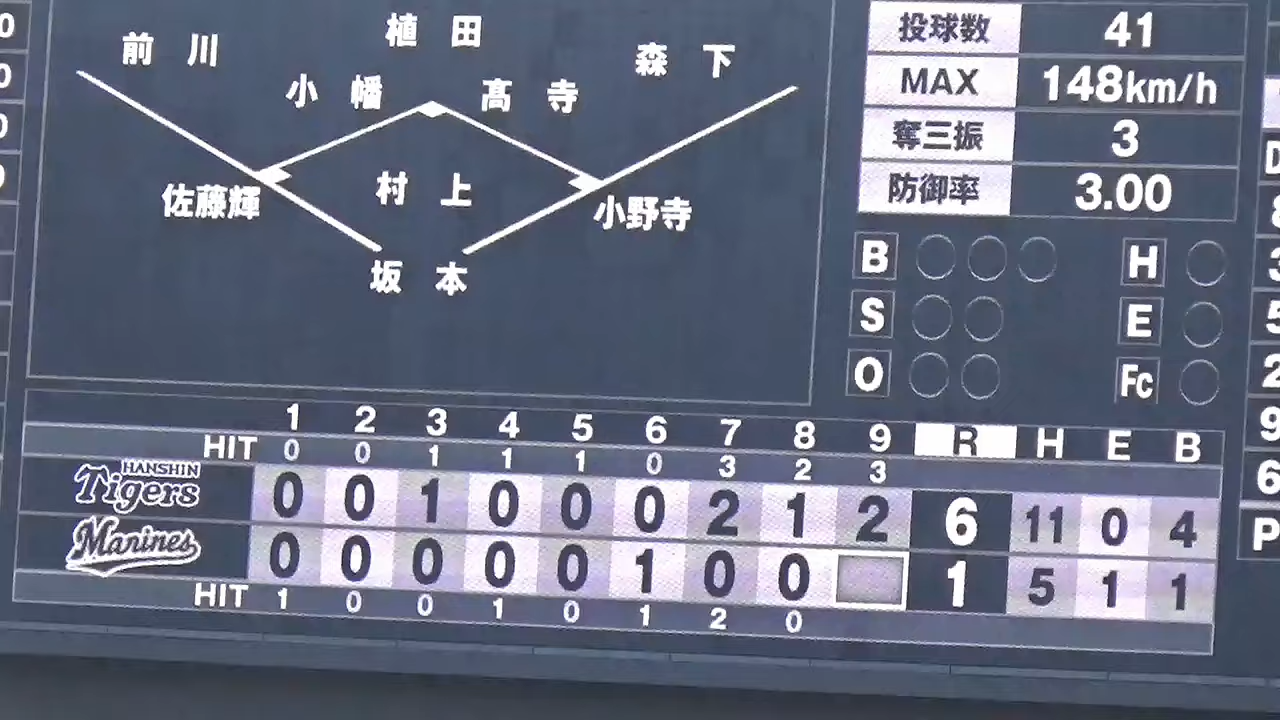 前川 植田 森下
小幡 髙寺
佐藤輝 村上 小野寺
坂本
投球数 41
MAX 148km/h
奪三振 3
防御率 3.00
B H
S E
O Fc
1 2 3 4 5 6 7 8 9 R H E B
HIT 0 0 1 1 1 0 3 2 3
HANSHIN Tigers 0 0 1 0 0 0 2 1 2 6 11 0 4
Marines 0 0 0 0 0 1 0 0 1 5 1 1
HIT 1 0 0 1 0 1 2 0